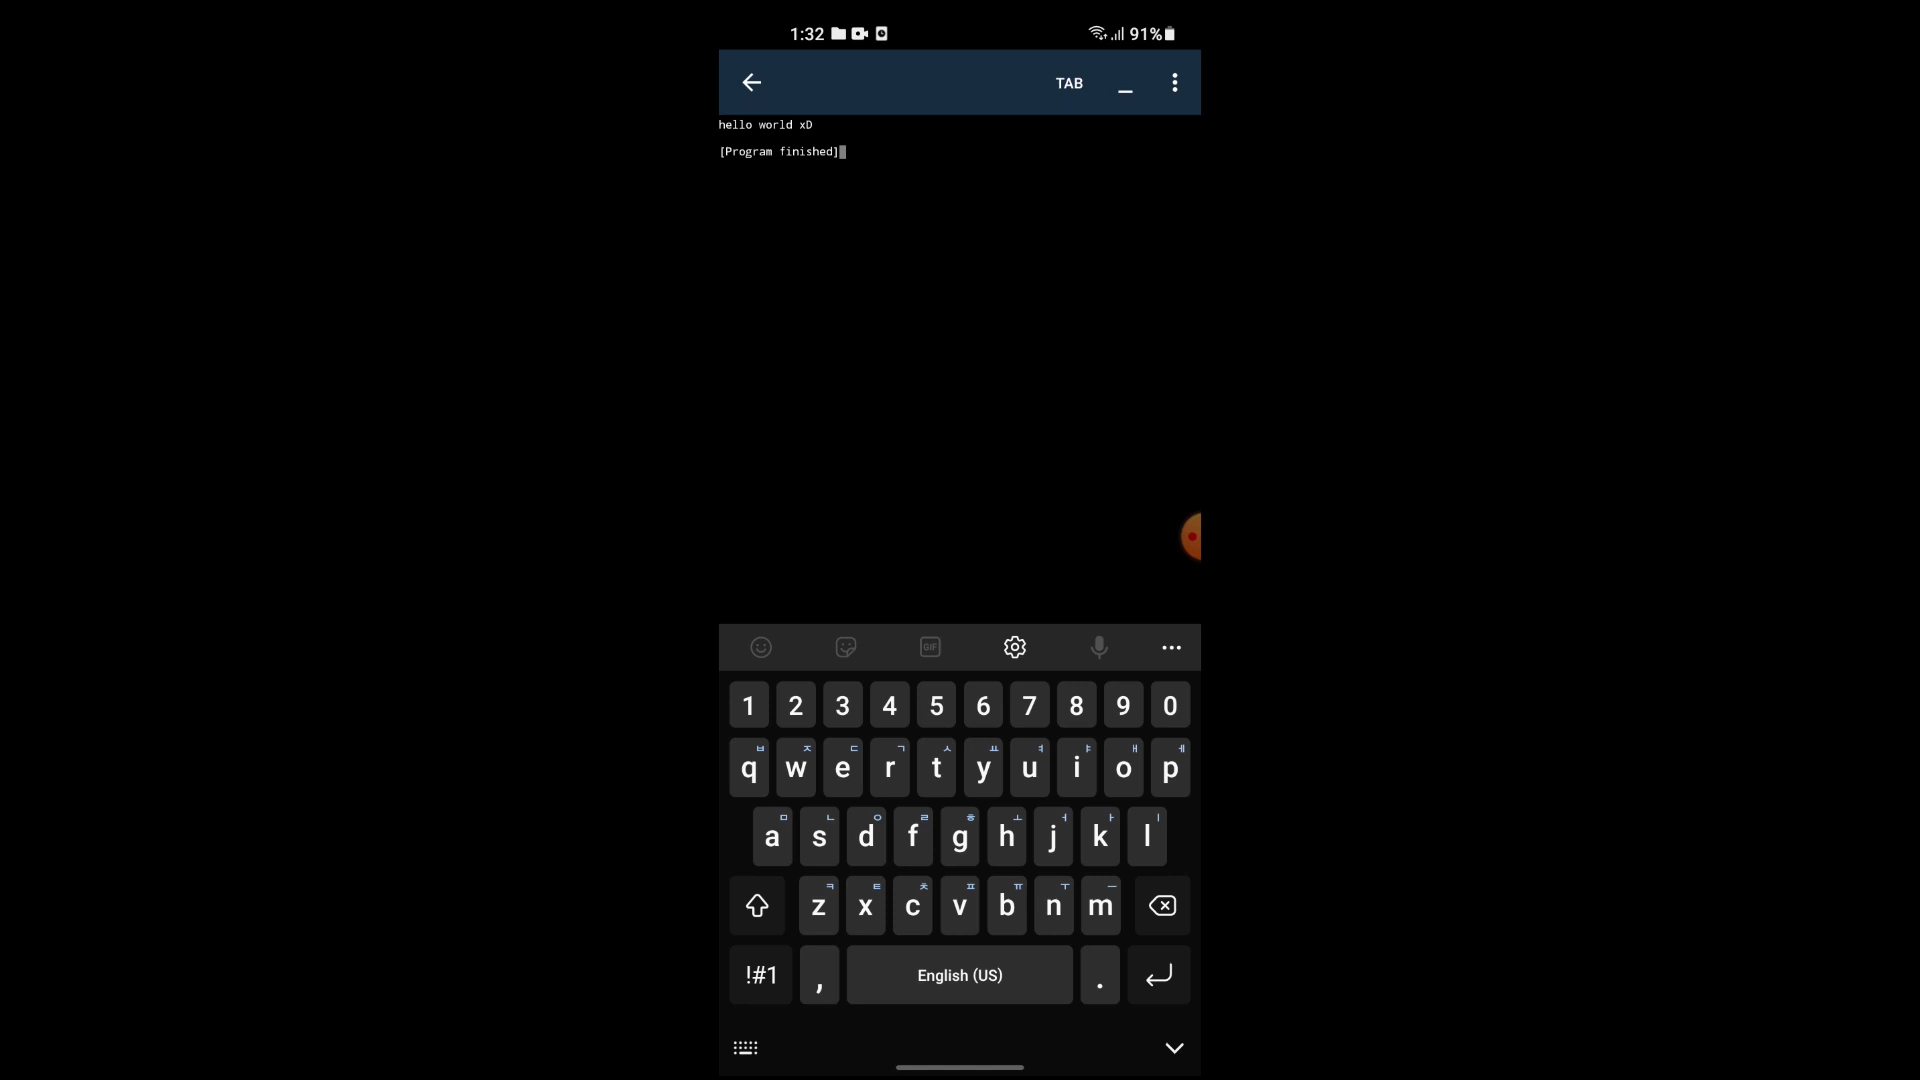 1:32 91%
TAB _
hello world xD
[Program finished]
GIF
1 2 3 4 5 6 7 8 9 0
ㅂ ㅈ ㄷ ㄱ ㅅ ㅛ ㅕ ㅑ ㅐ ㅔ
q w e r t y u i o p
ㅁ ㄴ ㅇ ㄹ ㅎ ㅗ ㅓ ㅏ ㅣ
a s d f g h j k l
ㅋ ㅌ ㅊ ㅍ ㅠ ㅜ ㅡ
z x c v b n m
!#1 , English (US) .